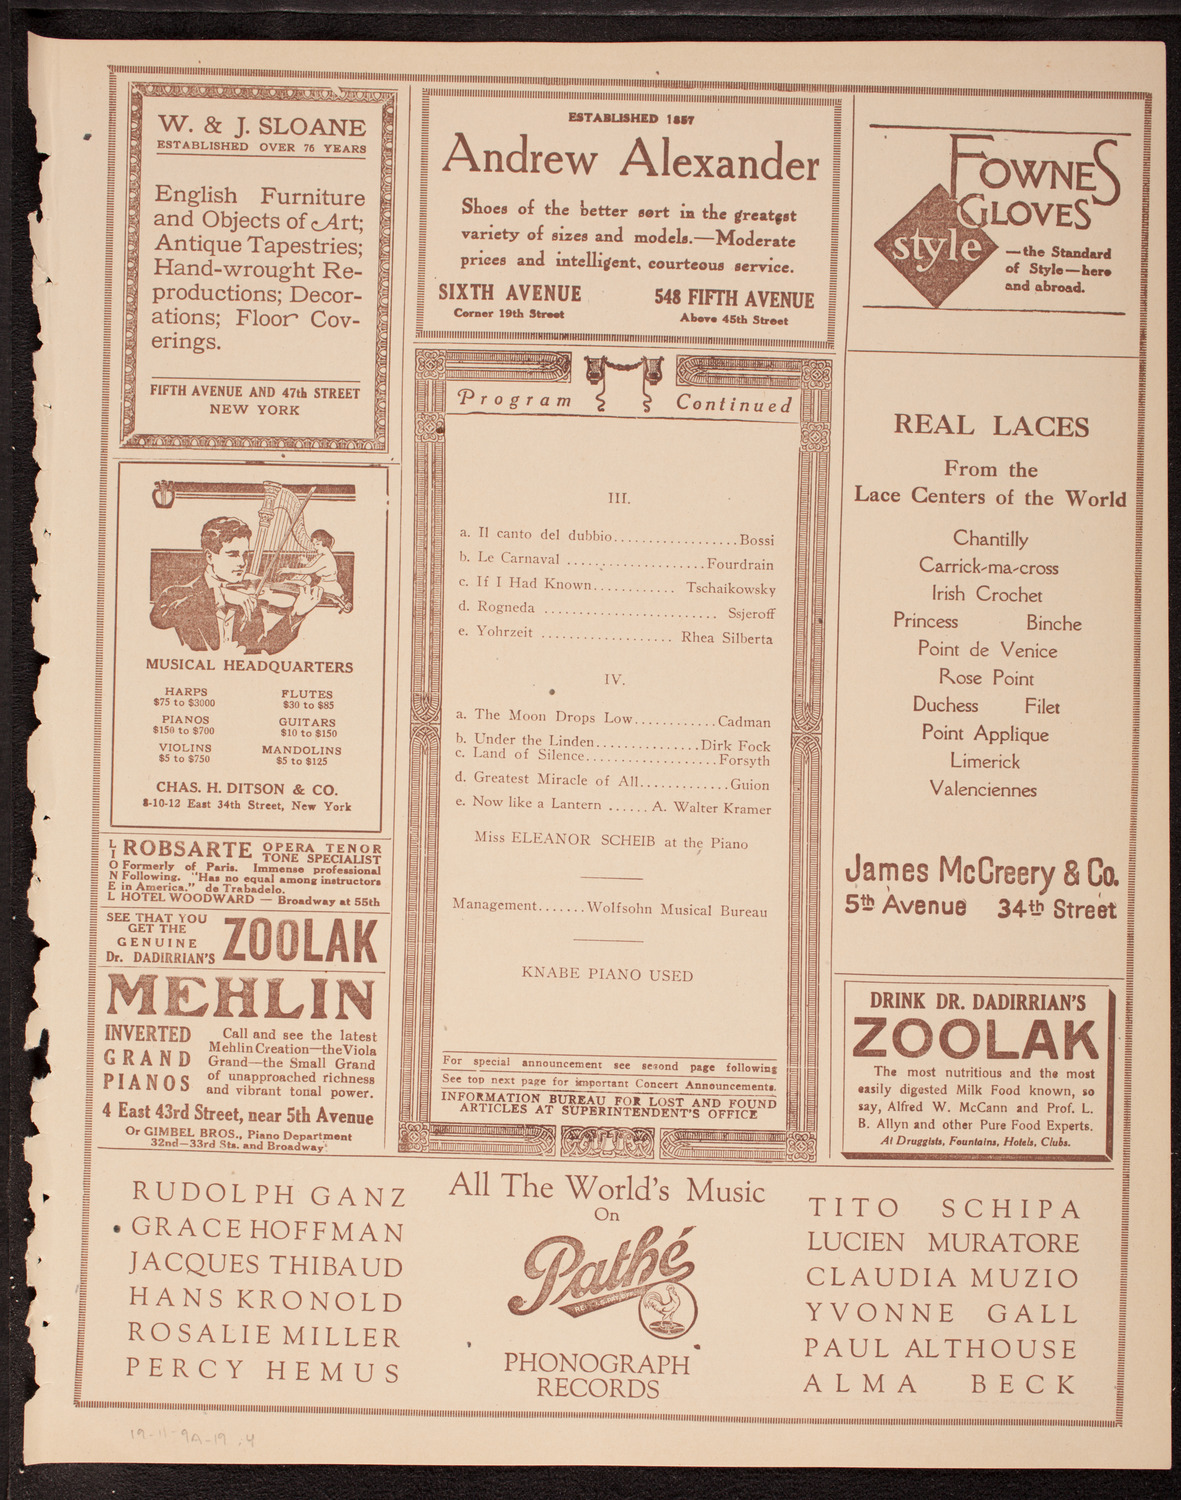 W. & J. SLOANE
ESTABLISHED OVER 76 YEARS
English Furniture
and Objects of Art;
Antique Tapestries;
Hand-wrought Re-
productions; Decor-
ations; Floor Cov-
erings.
FIFTH AVENUE AND 47th STREET
NEW YORK
MUSICAL HEADQUARTERS
HARPS
$75 to $3000
FLUTES
$30 to $85
PIANOS
$150 to $700
GUITARS
$10 to $150
VIOLINS
$5 to $750
MANDOLINS
$5 to $125
CHAS. H. DITSON & CO.
8-10-12 East 34th Street, New York
LIONEL ROBSARTE OPERA TENOR
TONE SPECIALIST
Formerly of Paris. Immense professional
Following. "Has no equal among instructors
in America." de Trabadelo.
HOTEL WOODWARD — Broadway at 55th
SEE THAT YOU
GET THE
GENUINE
Dr. DADIRRIAN'S
ZOOLAK
MEHLIN
INVERTED
GRAND
PIANOS
Call and see the latest
Mehlin Creation—the Viola
Grand—the Small Grand
of unapproached richness
and vibrant tonal power.
4 East 43rd Street, near 5th Avenue
Or GIMBEL BROS., Piano Department
32nd—33rd Sts. and Broadway
ESTABLISHED 1857
Andrew Alexander
Shoes of the better sort in the greatest
variety of sizes and models.—Moderate
prices and intelligent, courteous service.
SIXTH AVENUE
Corner 19th Street
548 FIFTH AVENUE
Above 45th Street
Program Continued
III.
a. Il canto del dubbio..................Bossi
b. Le Carnaval ....................Fourdrain
c. If I Had Known............ Tschaikowsky
d. Rogneda ......................... Ssjeroff
e. Yohrzeit ................... Rhea Silberta
IV.
a. The Moon Drops Low............Cadman
b. Under the Linden...............Dirk Fock
c. Land of Silence...................Forsyth
d. Greatest Miracle of All.............Guion
e. Now like a Lantern ...... A. Walter Kramer
Miss ELEANOR SCHEIB at the Piano
Management.......Wolfsohn Musical Bureau
KNABE PIANO USED
For special announcement see second page following
See top next page for important Concert Announcements.
INFORMATION BUREAU FOR LOST AND FOUND
ARTICLES AT SUPERINTENDENT'S OFFICE
FOWNES
GLOVES
style
—the Standard
of Style—here
and abroad.
REAL LACES
From the
Lace Centers of the World
Chantilly
Carrick-ma-cross
Irish Crochet
Princess Binche
Point de Venice
Rose Point
Duchess Filet
Point Applique
Limerick
Valenciennes
James McCreery & Co.
5th Avenue 34th Street
DRINK DR. DADIRRIAN'S
ZOOLAK
The most nutritious and the most
easily digested Milk Food known, so
say, Alfred W. McCann and Prof. L.
B. Allyn and other Pure Food Experts.
At Druggists, Fountains, Hotels, Clubs.
RUDOLPH GANZ
GRACE HOFFMAN
JACQUES THIBAUD
HANS KRONOLD
ROSALIE MILLER
PERCY HEMUS
All The World's Music
On
Pathé
PHONOGRAPH
RECORDS
TITO SCHIPA
LUCIEN MURATORE
CLAUDIA MUZIO
YVONNE GALL
PAUL ALTHOUSE
ALMA BECK